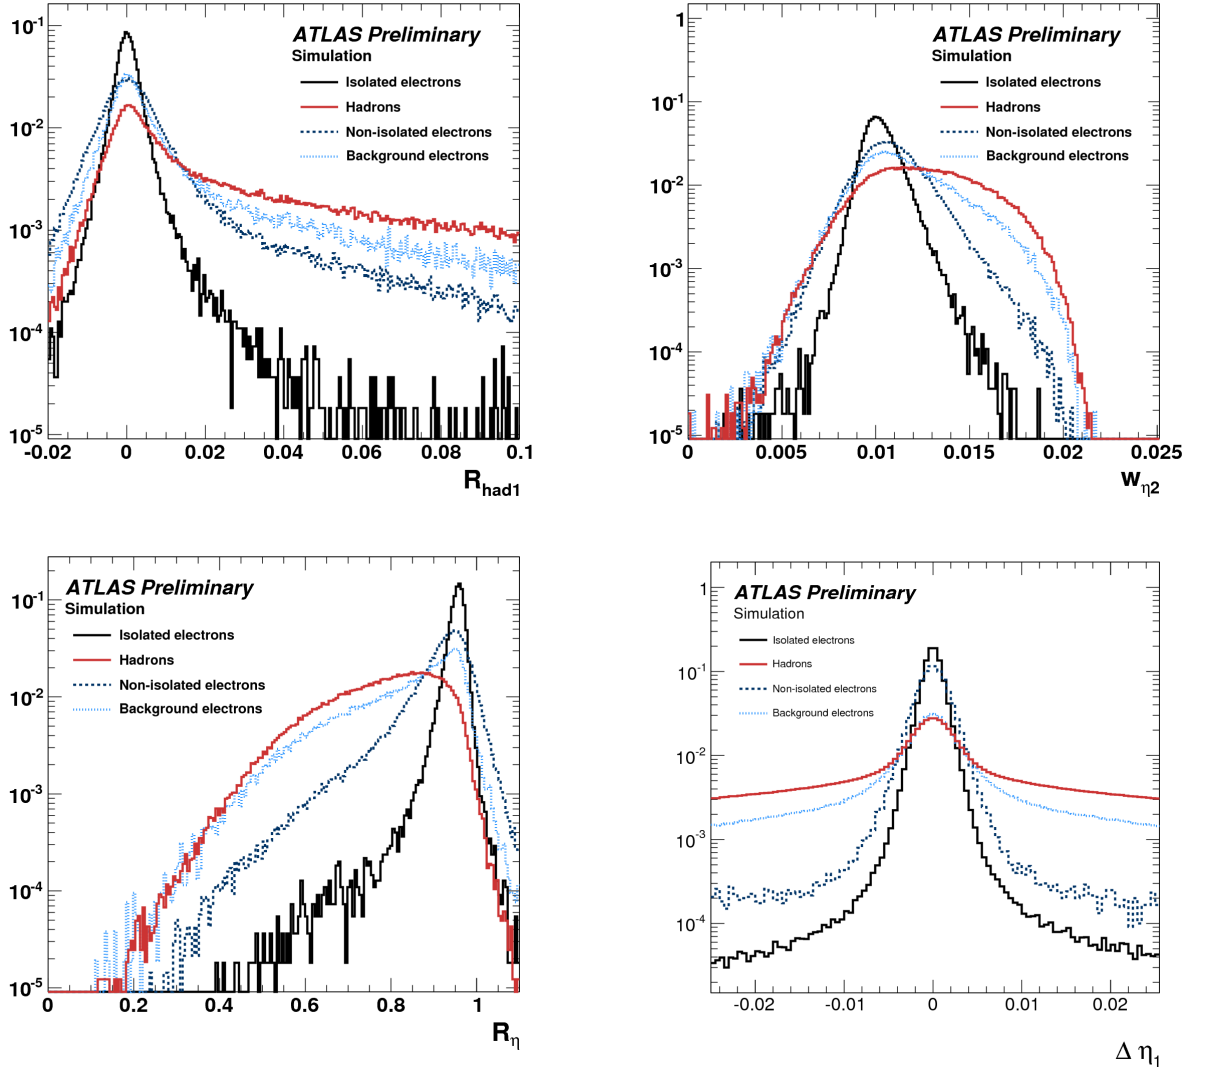 10⁻¹
10⁻²
10⁻³
10⁻⁴
10⁻⁵
ATLAS Preliminary
Simulation
Isolated electrons
Hadrons
Non-isolated electrons
Background electrons
-0.02 0 0.02 0.04 0.06 0.08 0.1
R_had1
1
10⁻¹
10⁻²
10⁻³
10⁻⁴
10⁻⁵
ATLAS Preliminary
Simulation
Isolated electrons
Hadrons
Non-isolated electrons
Background electrons
0 0.005 0.01 0.015 0.02 0.025
w_η2
10⁻¹
10⁻²
10⁻³
10⁻⁴
10⁻⁵
ATLAS Preliminary
Simulation
Isolated electrons
Hadrons
Non-isolated electrons
Background electrons
0 0.2 0.4 0.6 0.8 1
R_η
1
10⁻¹
10⁻²
10⁻³
10⁻⁴
ATLAS Preliminary
Simulation
Isolated electrons
Hadrons
Non-isolated electrons
Background electrons
-0.02 -0.01 0 0.01 0.02
Δ η₁